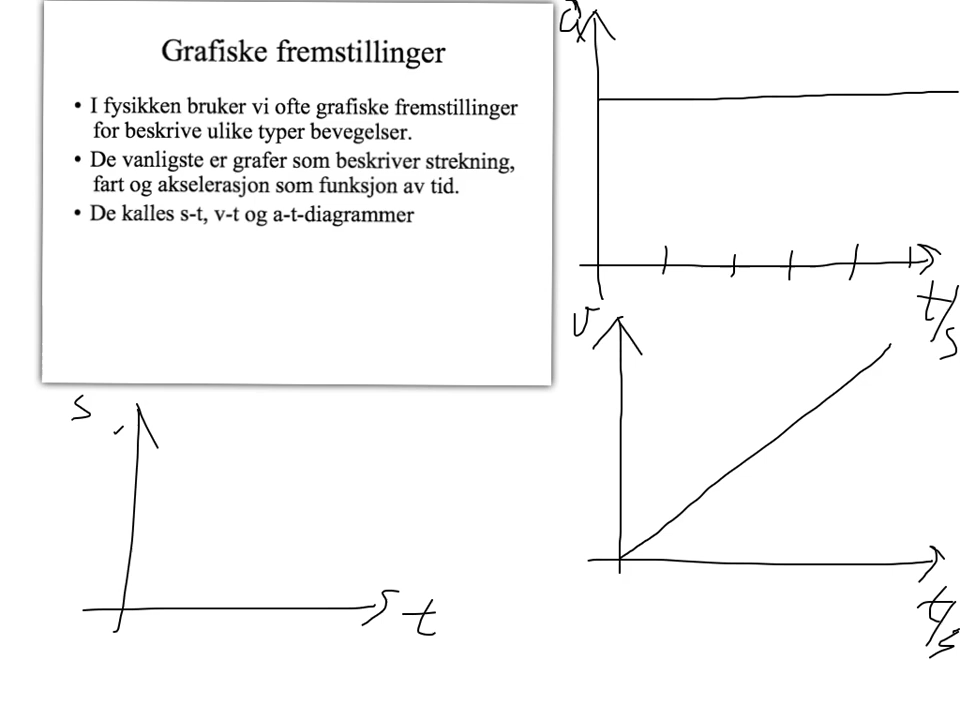 Grafiske fremstillinger
• I fysikken bruker vi ofte grafiske fremstillinger
for beskrive ulike typer bevegelser.
• De vanligste er grafer som beskriver strekning,
fart og akselerasjon som funksjon av tid.
• De kalles s-t, v-t og a-t-diagrammer
a
t/s
v
t/s
s
t